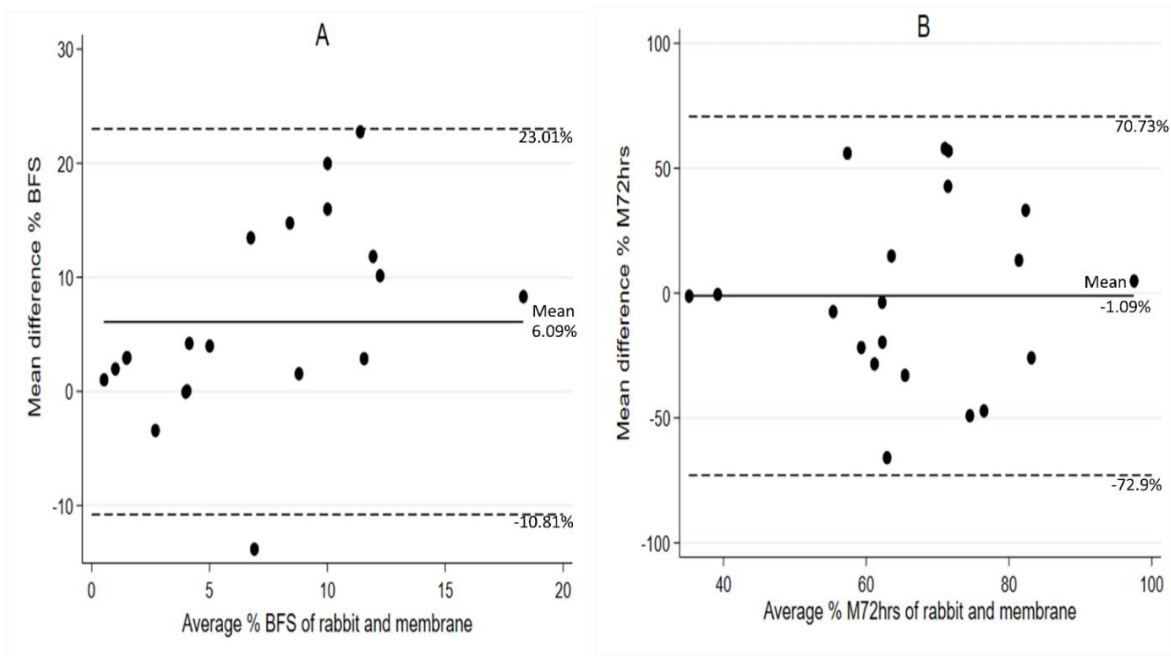 A
Mean difference % BFS
30
20
10
0
-10
23.01%
Mean
6.09%
-10.81%
0 5 10 15 20
Average % BFS of rabbit and membrane
B
Mean difference % M72hrs
100
50
0
-50
-100
70.73%
Mean
-1.09%
-72.9%
40 60 80 100
Average % M72hrs of rabbit and membrane